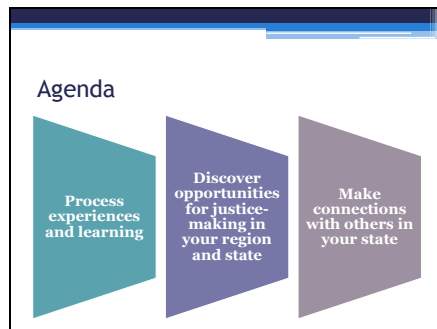 Agenda
Process
experiences
and learning
Discover
opportunities
for justice-
making in
your region
and state
Make
connections
with others in
your state